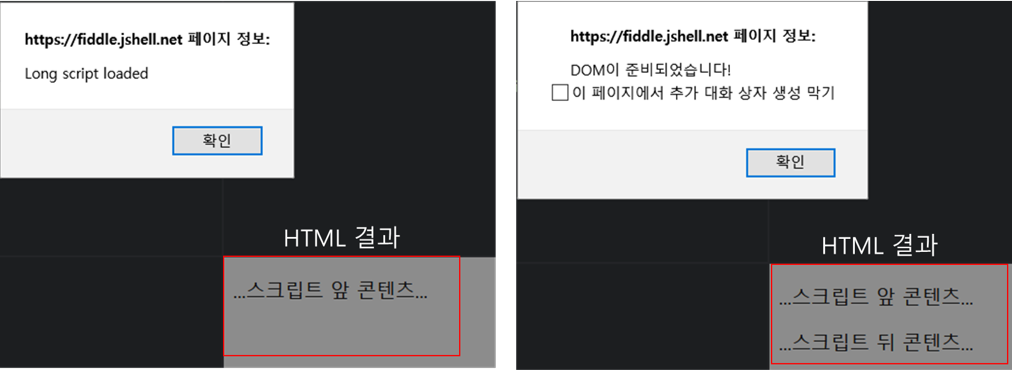 https://fiddle.jshell.net 페이지 정보:
Long script loaded
확인
HTML 결과
...스크립트 앞 콘텐츠...
https://fiddle.jshell.net 페이지 정보:
DOM이 준비되었습니다!
이 페이지에서 추가 대화 상자 생성 막기
확인
HTML 결과
...스크립트 앞 콘텐츠...
...스크립트 뒤 콘텐츠...